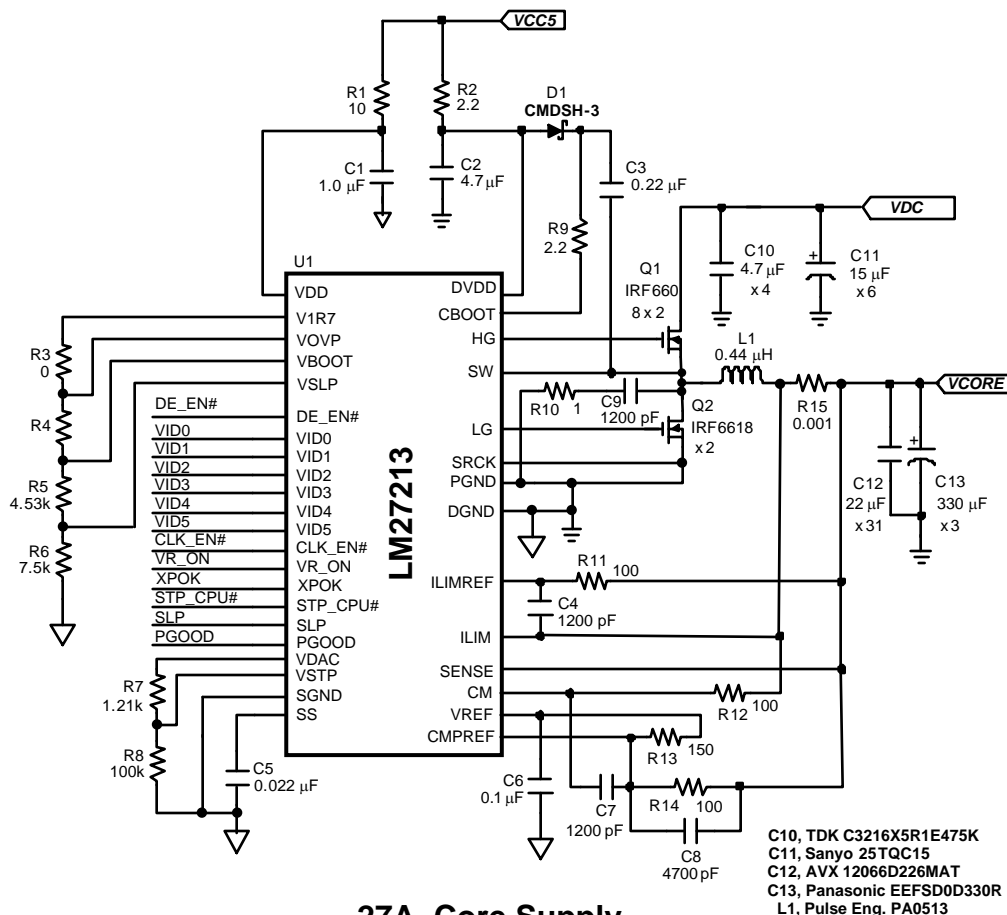 VCC5
R1
10
R2
2.2
D1
CMDSH-3
C1
1.0 µF
C2
4.7 µF
C3
0.22 µF
R9
2.2
VDC
C10
4.7 µF
x 4
+
C11
15 µF
x 6
Q1
IRF660
8 x 2
L1
0.44 µH
R15
0.001
VCORE
R10
1
C9
1200 pF
Q2
IRF6618
x 2
C12
22 µF
x 31
+
C13
330 µF
x 3
U1
LM27213
VDD
V1R7
VOVP
VBOOT
VSLP
DE_EN#
DE_EN#
VID0
VID0
VID1
VID1
VID2
VID2
VID3
VID3
VID4
VID4
VID5
VID5
CLK_EN#
CLK_EN#
VR_ON
VR_ON
XPOK
XPOK
STP_CPU#
STP_CPU#
SLP
SLP
PGOOD
PGOOD
VDAC
VSTP
SGND
SS
DVDD
CBOOT
HG
SW
LG
SRCK
PGND
DGND
ILIMREF
ILIM
SENSE
CM
VREF
CMPREF
R3
0
R4
R5
4.53k
R6
7.5k
R7
1.21k
R8
100k
C5
0.022 µF
R11
100
C4
1200 pF
R12
100
R13
150
C6
0.1 µF
C7
1200 pF
R14
100
C8
4700 pF
C10, TDK C3216X5R1E475K
C11, Sanyo 25TQC15
C12, AVX 12066D226MAT
C13, Panasonic EEFSD0D330R
L1, Pulse Eng. PA0513
27A Core Supply